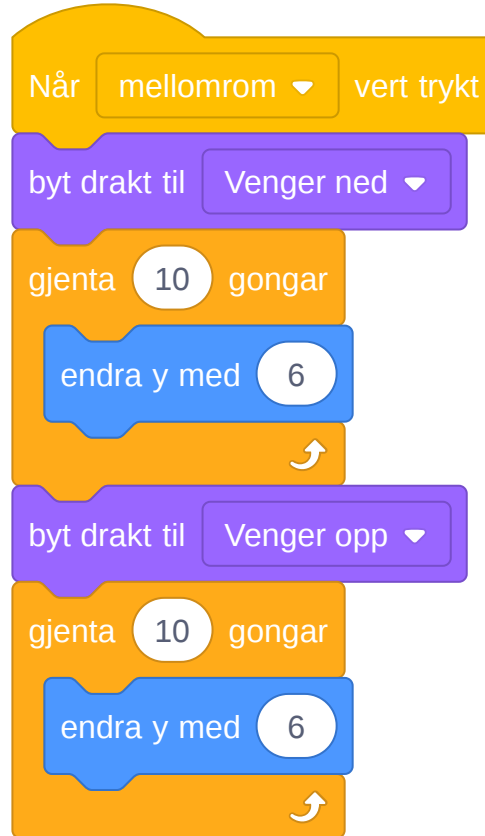 Når mellomrom vert trykt
byt drakt til Venger ned
gjenta 10 gongar
endra y med 6
byt drakt til Venger opp
gjenta 10 gongar
endra y med 6